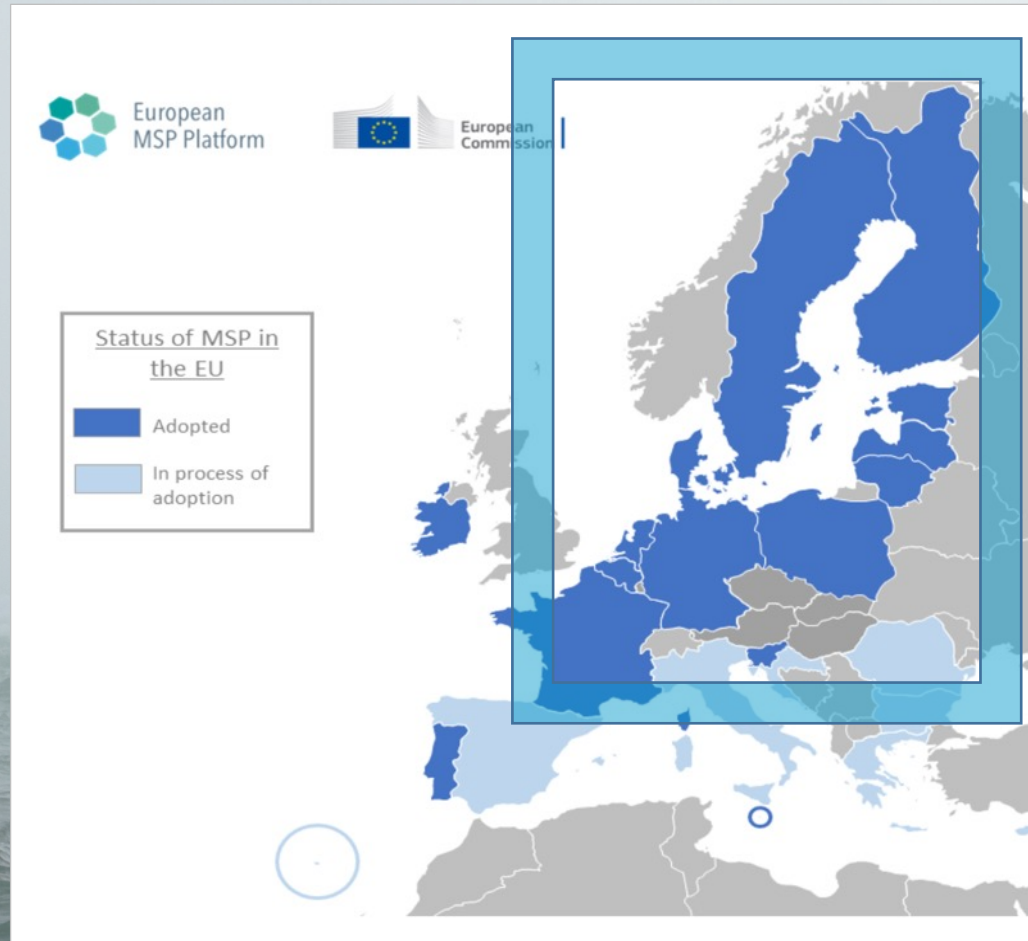 European
MSP Platform
European
Commission
Status of MSP in
the EU
Adopted
In process of
adoption